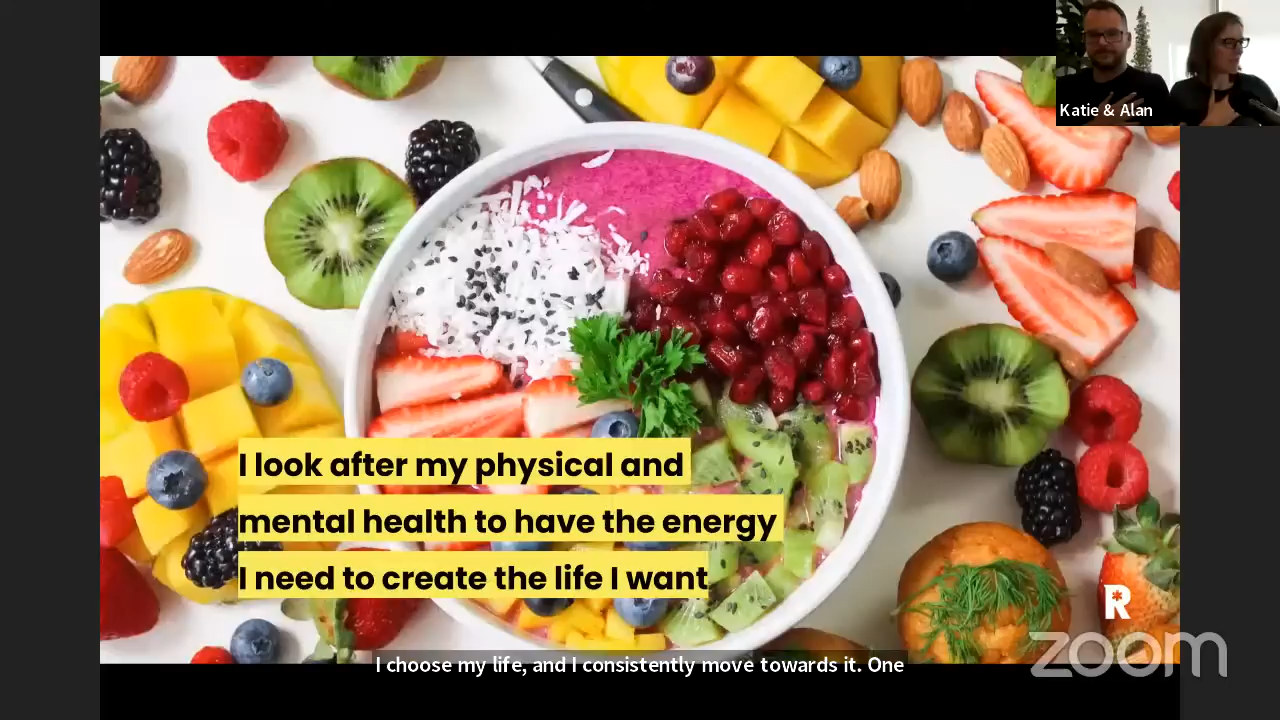 Katie & Alan
I look after my physical and
mental health to have the energy
I need to create the life I want
R
zoom
I choose my life, and I consistently move towards it. One